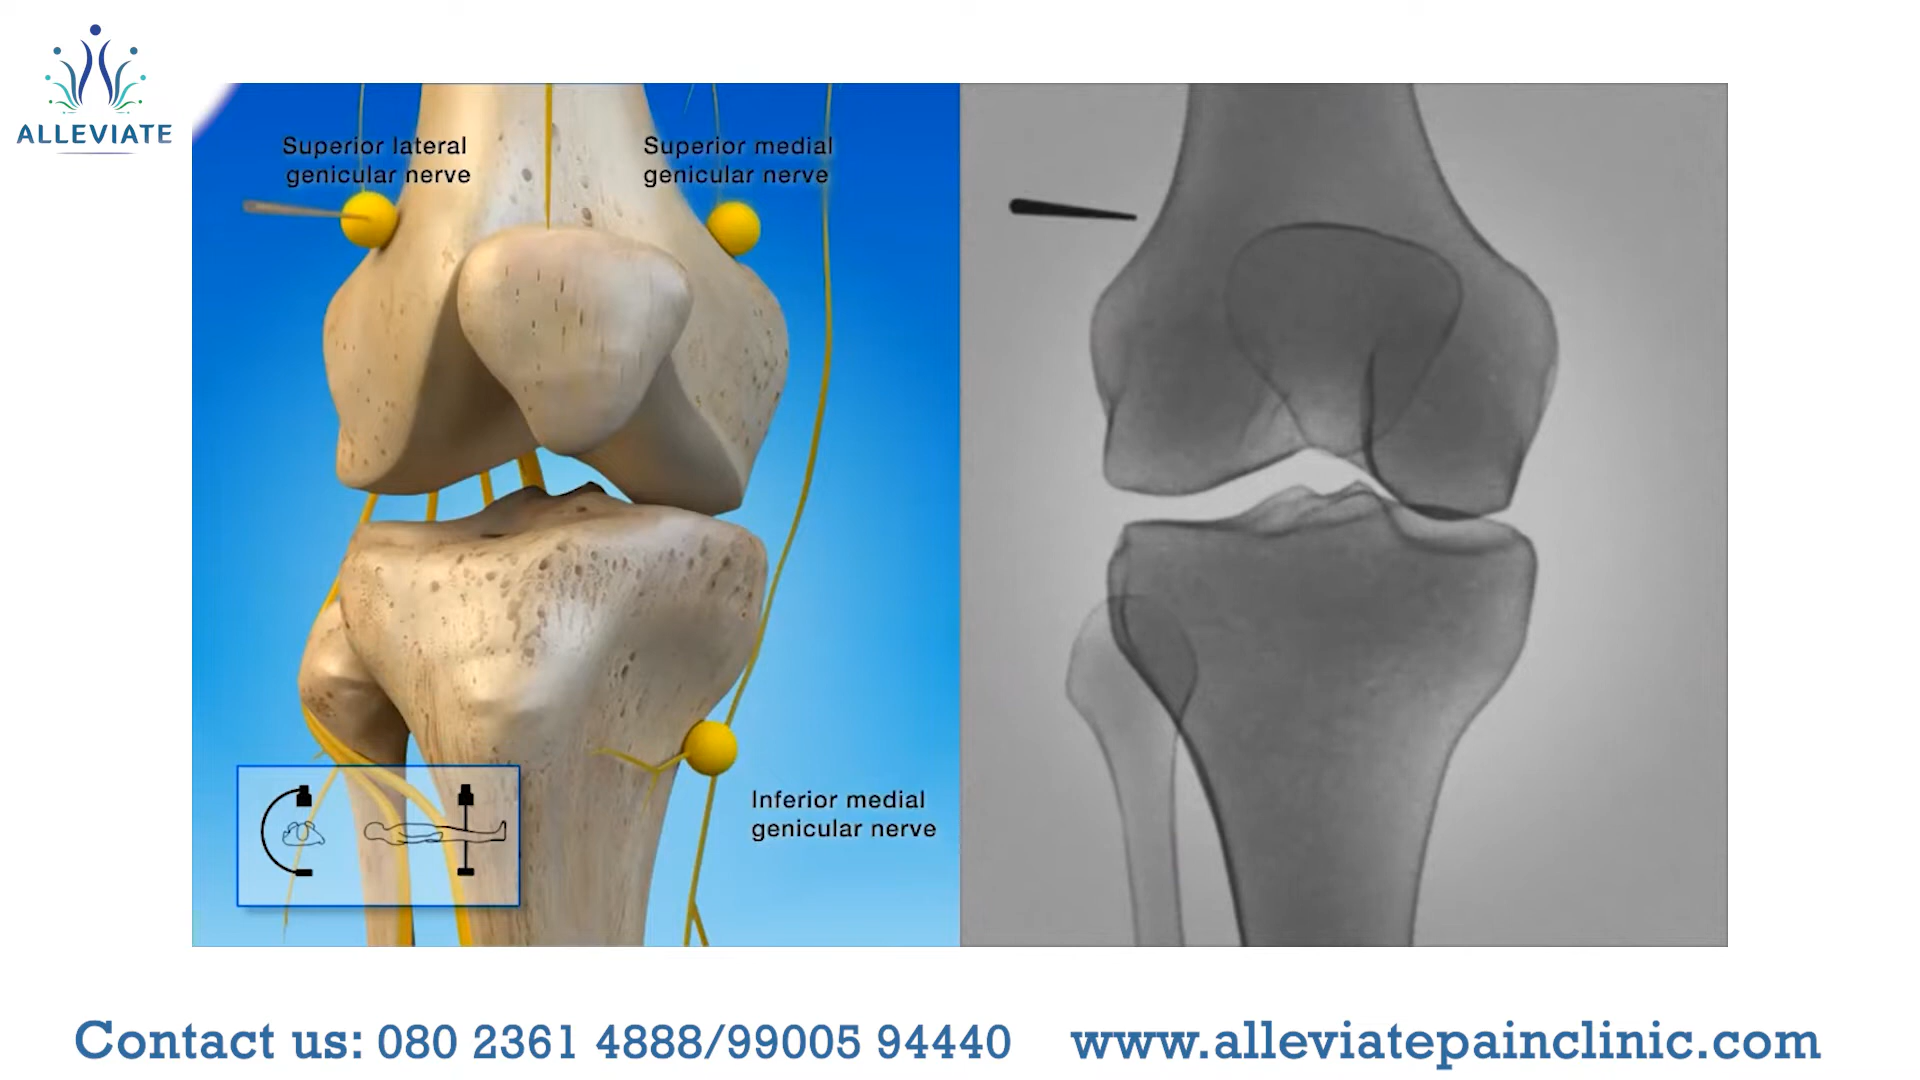 ALLEVIATE
Superior lateral
genicular nerve
Superior medial
genicular nerve
Inferior medial
genicular nerve
Contact us: 080 2361 4888/99005 94440
www.alleviatepainclinic.com